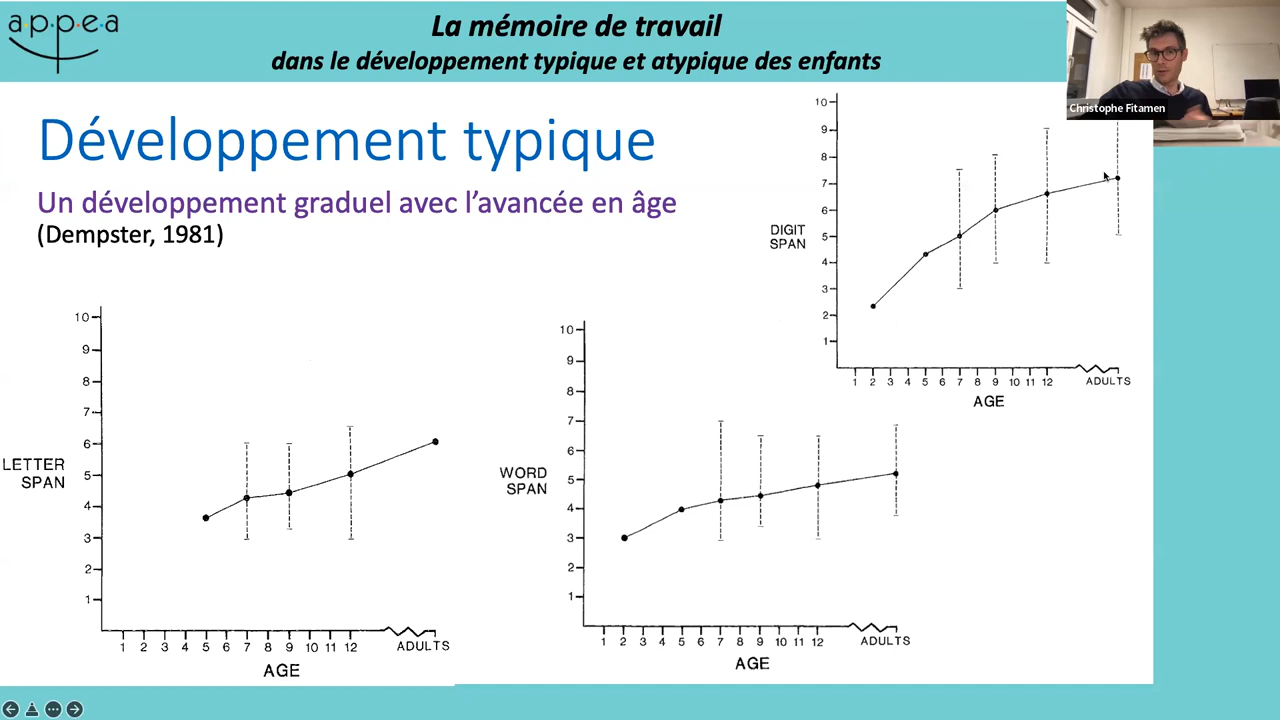 appea
La mémoire de travail
dans le développement typique et atypique des enfants
Christophe Fitamen
Développement typique
Un développement graduel avec l’avancée en âge
(Dempster, 1981)
10
9
8
7
6
5
4
3
2
1
DIGIT
SPAN
1 2 3 4 5 6 7 8 9 10 11 12 ADULTS
AGE
10
9
8
7
6
5
4
3
2
1
LETTER
SPAN
1 2 3 4 5 6 7 8 9 10 11 12 ADULTS
AGE
10
9
8
7
6
5
4
3
2
1
WORD
SPAN
1 2 3 4 5 6 7 8 9 10 11 12 ADULTS
AGE